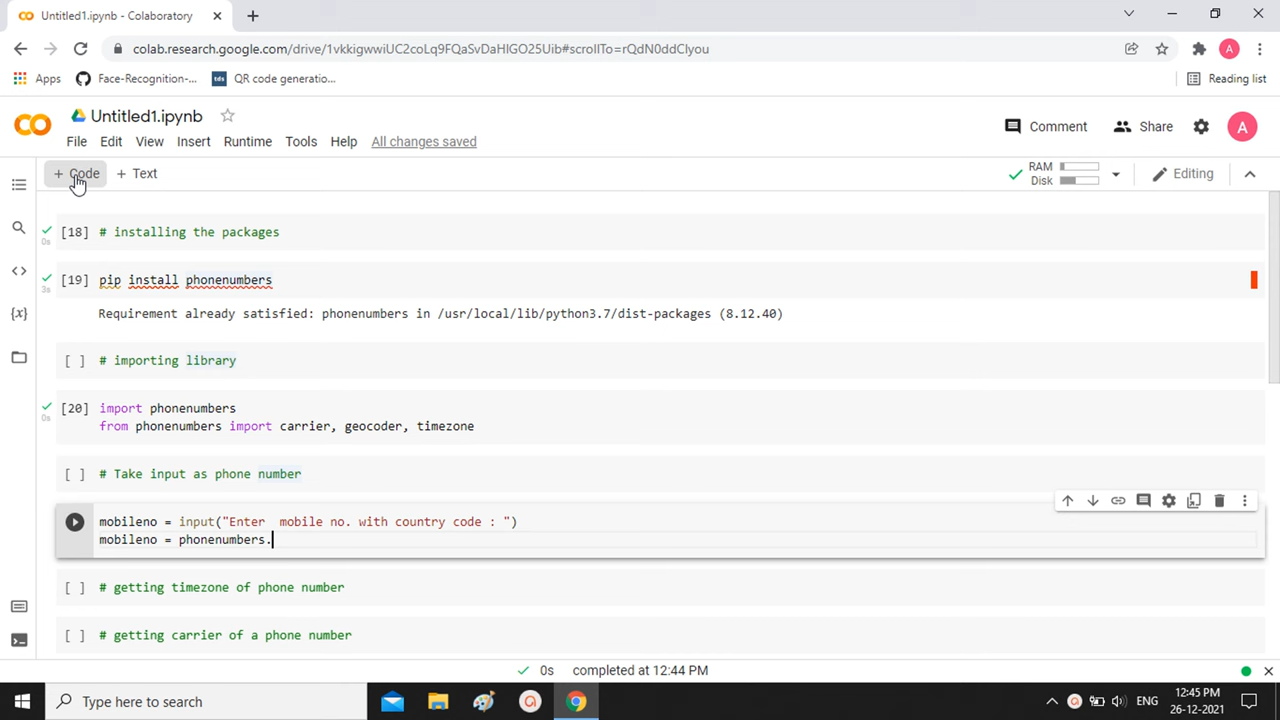 Untitled1.ipynb - Colaboratory
colab.research.google.com/drive/1vkkigwwiUC2coLq9FQaSvDaHlGO25Uib#scrollTo=rQdN0ddClyou
A
Apps
Face-Recognition-...
tds
QR code generatio...
Reading list
Untitled1.ipynb
File
Edit
View
Insert
Runtime
Tools
Help
All changes saved
Comment
Share
A
+ Code
+ Text
RAM
Disk
Editing
[18] # installing the packages
0s
[19] pip install phonenumbers
3s
Requirement already satisfied: phonenumbers in /usr/local/lib/python3.7/dist-packages (8.12.40)
[ ] # importing library
[20] import phonenumbers
0s
from phonenumbers import carrier, geocoder, timezone
[ ] # Take input as phone number
mobileno = input("Enter  mobile no. with country code : ")
mobileno = phonenumbers.
[ ] # getting timezone of phone number
[ ] # getting carrier of a phone number
0s completed at 12:44 PM
Type here to search
ENG
12:45 PM
26-12-2021